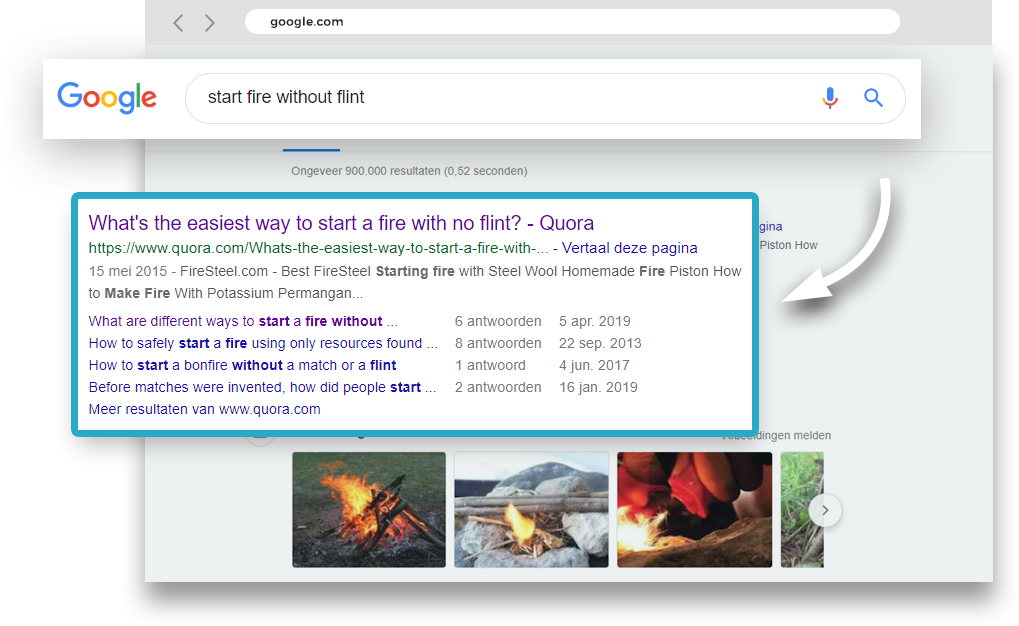 google.com
Google
start fire without flint
Ongeveer 900.000 resultaten (0,52 seconden)
What's the easiest way to start a fire with no flint? - Quora
https://www.quora.com/Whats-the-easiest-way-to-start-a-fire-with-... - Vertaal deze pagina
15 mei 2015 - FireSteel.com - Best FireSteel Starting fire with Steel Wool Homemade Fire Piston How
to Make Fire With Potassium Permangan...
What are different ways to start a fire without ... 6 antwoorden 5 apr. 2019
How to safely start a fire using only resources found ... 8 antwoorden 22 sep. 2013
How to start a bonfire without a match or a flint 1 antwoord 4 jun. 2017
Before matches were invented, how did people start ... 2 antwoorden 16 jan. 2019
Meer resultaten van www.quora.com
gina
Piston How
melden